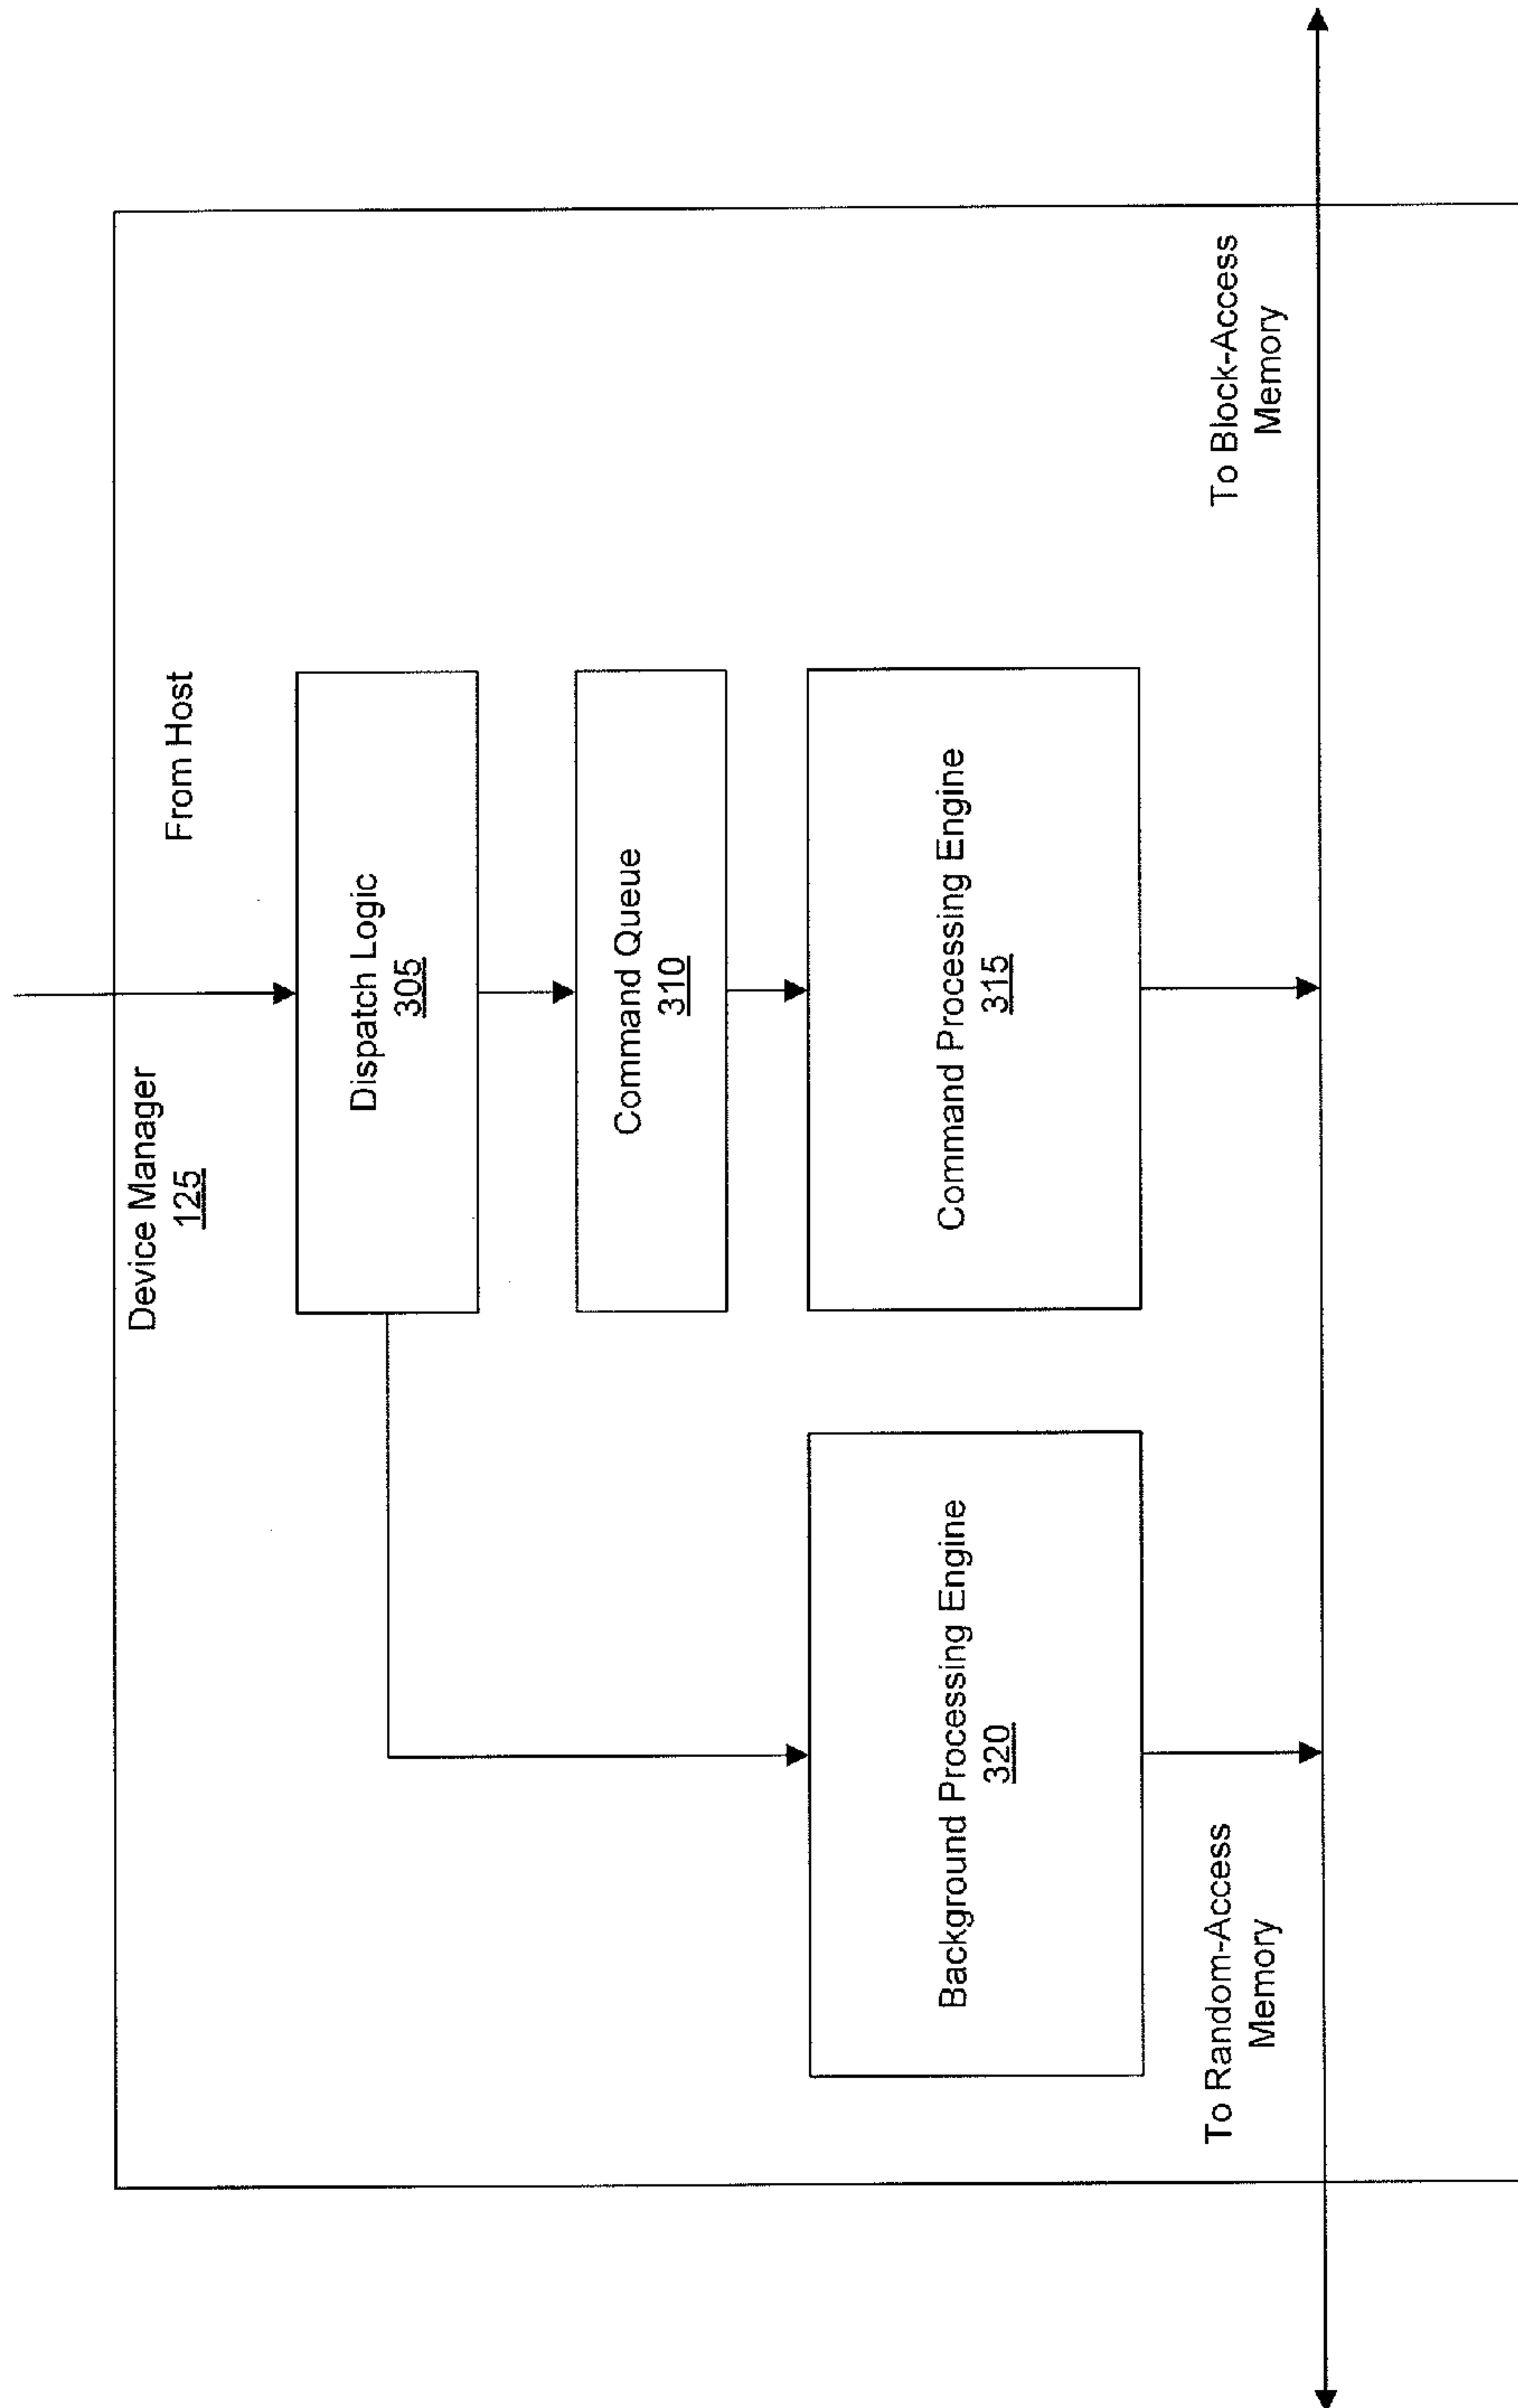 Device Manager
125
From Host
Dispatch Logic
305
Command Queue
310
Command Processing Engine
315
Background Processing Engine
320
To Random-Access
Memory
To Block-Access
Memory